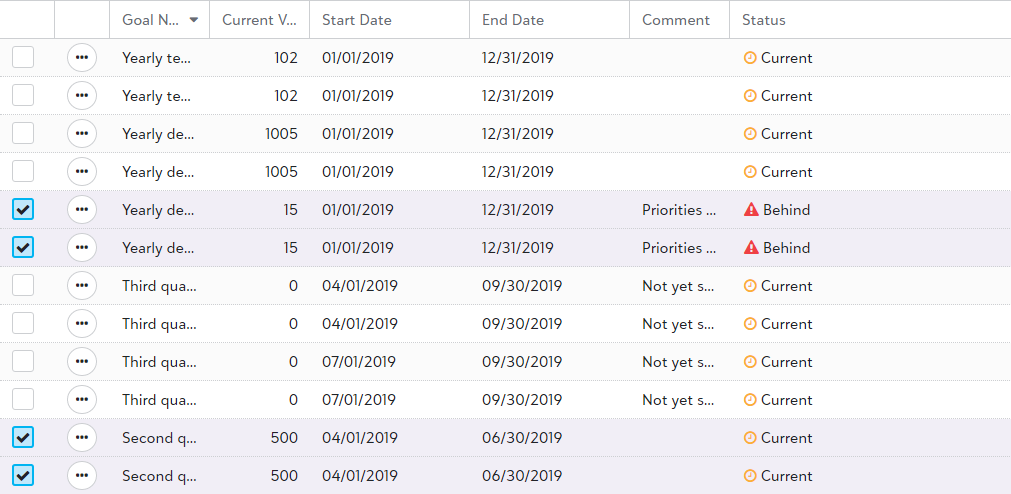 Goal N... Current V... Start Date End Date Comment Status
Yearly te... 102 01/01/2019 12/31/2019 Current
Yearly te... 102 01/01/2019 12/31/2019 Current
Yearly de... 1005 01/01/2019 12/31/2019 Current
Yearly de... 1005 01/01/2019 12/31/2019 Current
Yearly de... 15 01/01/2019 12/31/2019 Priorities ... Behind
Yearly de... 15 01/01/2019 12/31/2019 Priorities ... Behind
Third qua... 0 04/01/2019 09/30/2019 Not yet s... Current
Third qua... 0 04/01/2019 09/30/2019 Not yet s... Current
Third qua... 0 07/01/2019 09/30/2019 Not yet s... Current
Third qua... 0 07/01/2019 09/30/2019 Not yet s... Current
Second q... 500 04/01/2019 06/30/2019 Current
Second q... 500 04/01/2019 06/30/2019 Current